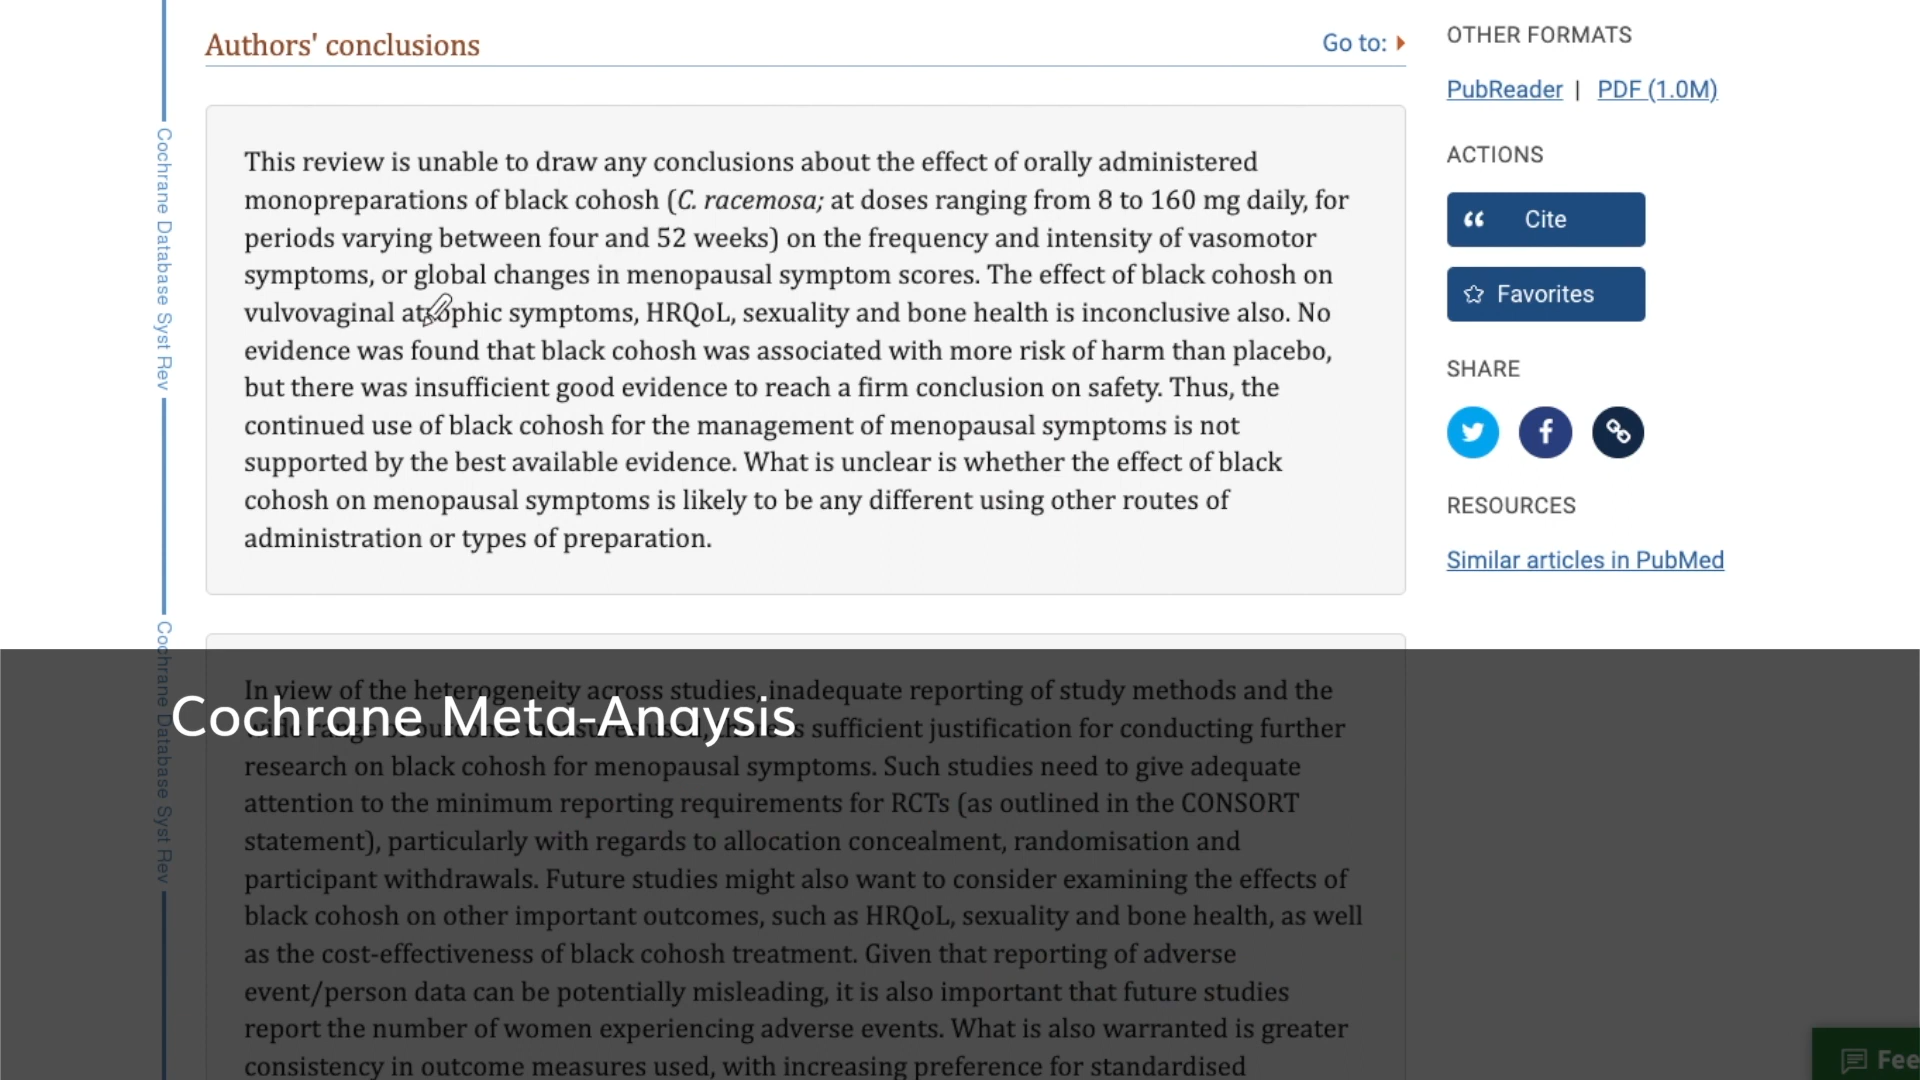 Authors' conclusions
Go to:
This review is unable to draw any conclusions about the effect of orally administered
monopreparations of black cohosh (C. racemosa; at doses ranging from 8 to 160 mg daily, for
periods varying between four and 52 weeks) on the frequency and intensity of vasomotor
symptoms, or global changes in menopausal symptom scores. The effect of black cohosh on
vulvovaginal atrophic symptoms, HRQoL, sexuality and bone health is inconclusive also. No
evidence was found that black cohosh was associated with more risk of harm than placebo,
but there was insufficient good evidence to reach a firm conclusion on safety. Thus, the
continued use of black cohosh for the management of menopausal symptoms is not
supported by the best available evidence. What is unclear is whether the effect of black
cohosh on menopausal symptoms is likely to be any different using other routes of
administration or types of preparation.
In view of the heterogeneity across studies, inadequate reporting of study methods and the
wide range of outcome measures used, there is sufficient justification for conducting further
research on black cohosh for menopausal symptoms. Such studies need to give adequate
attention to the minimum reporting requirements for RCTs (as outlined in the CONSORT
statement), particularly with regards to allocation concealment, randomisation and
participant withdrawals. Future studies might also want to consider examining the effects of
black cohosh on other important outcomes, such as HRQoL, sexuality and bone health, as well
as the cost-effectiveness of black cohosh treatment. Given that reporting of adverse
event/person data can be potentially misleading, it is also important that future studies
report the number of women experiencing adverse events. What is also warranted is greater
consistency in outcome measures used, with increasing preference for standardised
Cochrane Meta-Anaysis
Cochrane Database Syst Rev
Cochrane Database Syst Rev
OTHER FORMATS
PubReader | PDF (1.0M)
ACTIONS
Cite
Favorites
SHARE
RESOURCES
Similar articles in PubMed
Fee